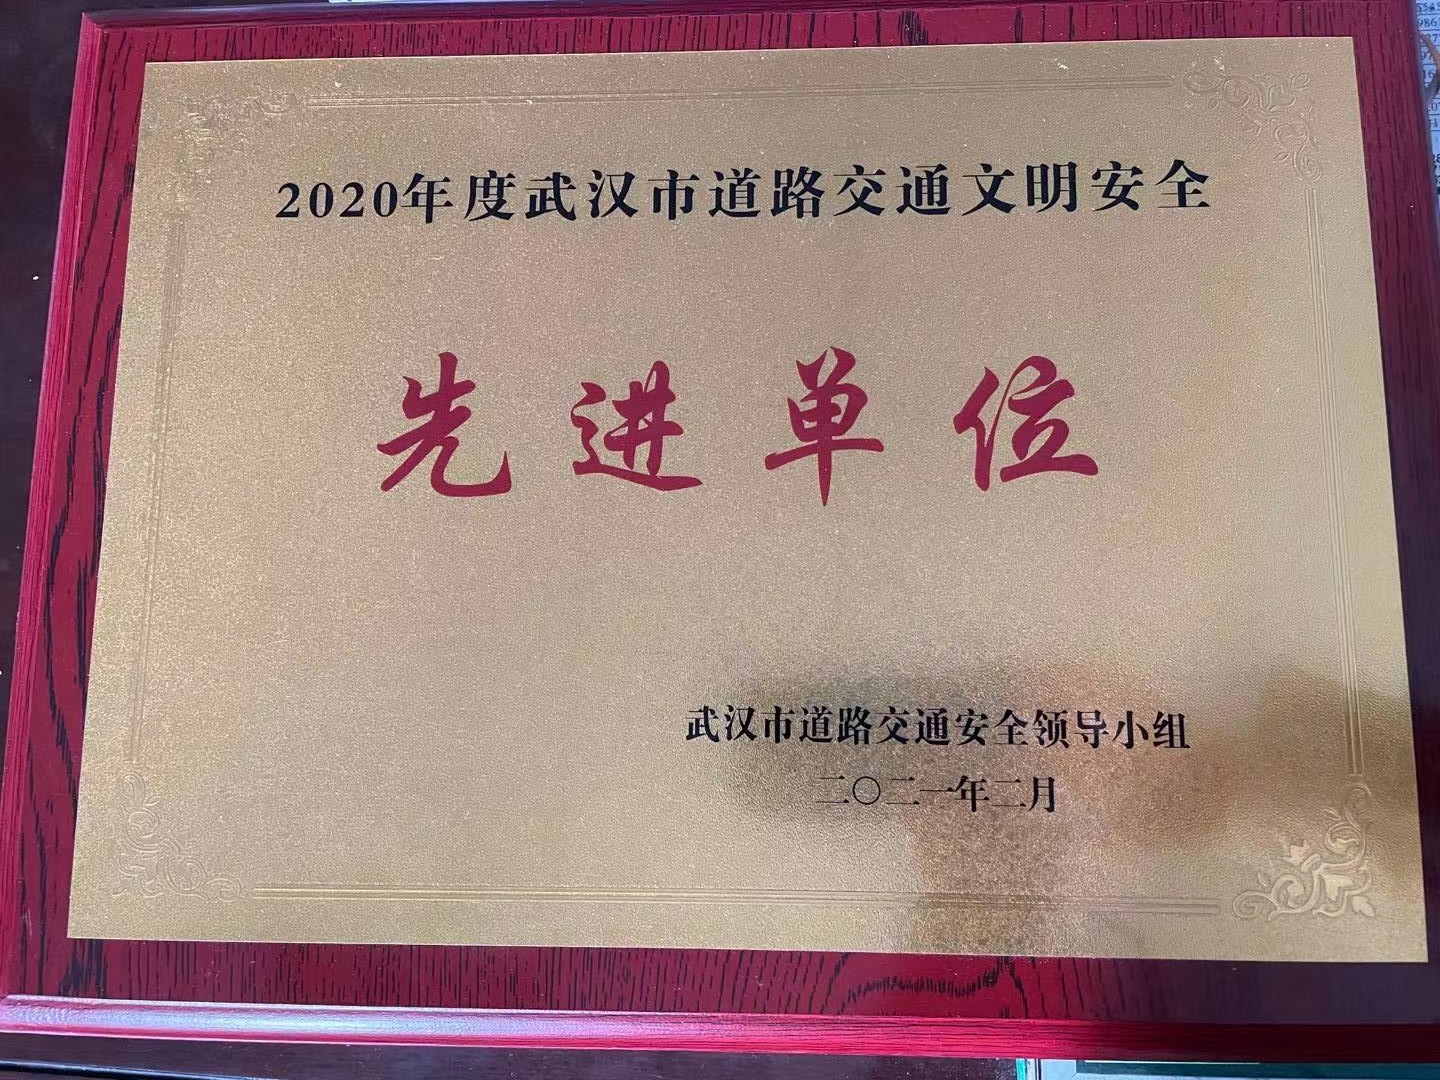 2020年度武汉市道路交通文明安全
先进单位
武汉市道路交通安全领导小组
二〇二一年二月